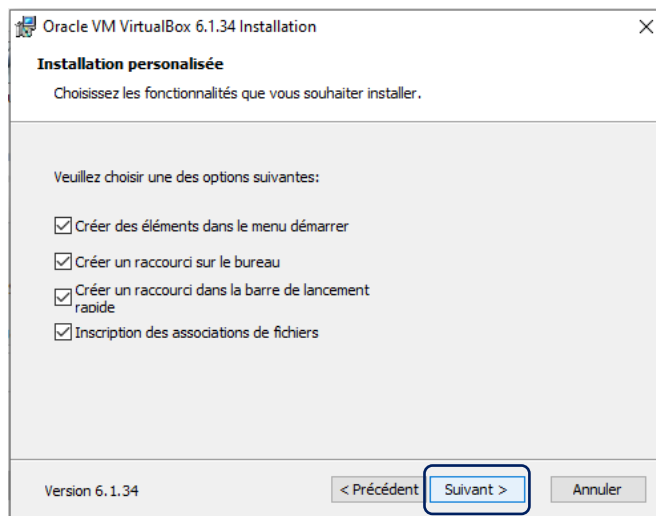 Oracle VM VirtualBox 6.1.34 Installation
Installation personalisée
Choisissez les fonctionnalités que vous souhaiter installer.
Veuillez choisir une des options suivantes:
Créer des éléments dans le menu démarrer
Créer un raccourci sur le bureau
Créer un raccourci dans la barre de lancement
rapide
Inscription des associations de fichiers
Version 6.1.34
< Précédent
Suivant >
Annuler